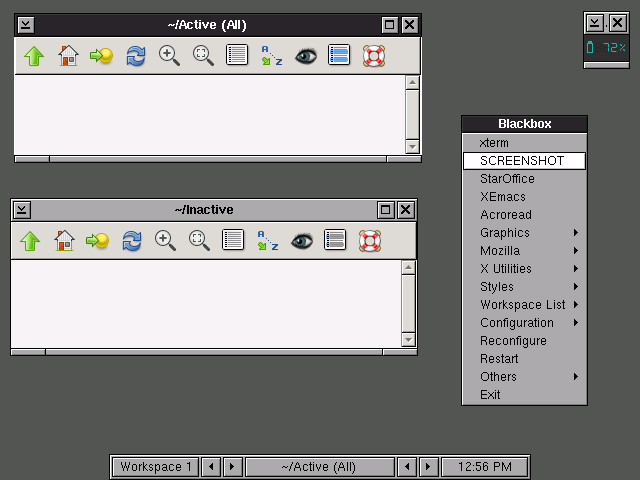 ~/Active (All)
72%
~/Inactive
Blackbox
xterm
SCREENSHOT
StarOffice
XEmacs
Acroread
Graphics
Mozilla
X Utilities
Styles
Workspace List
Configuration
Reconfigure
Restart
Others
Exit
Workspace 1
~/Active (All)
12:56 PM